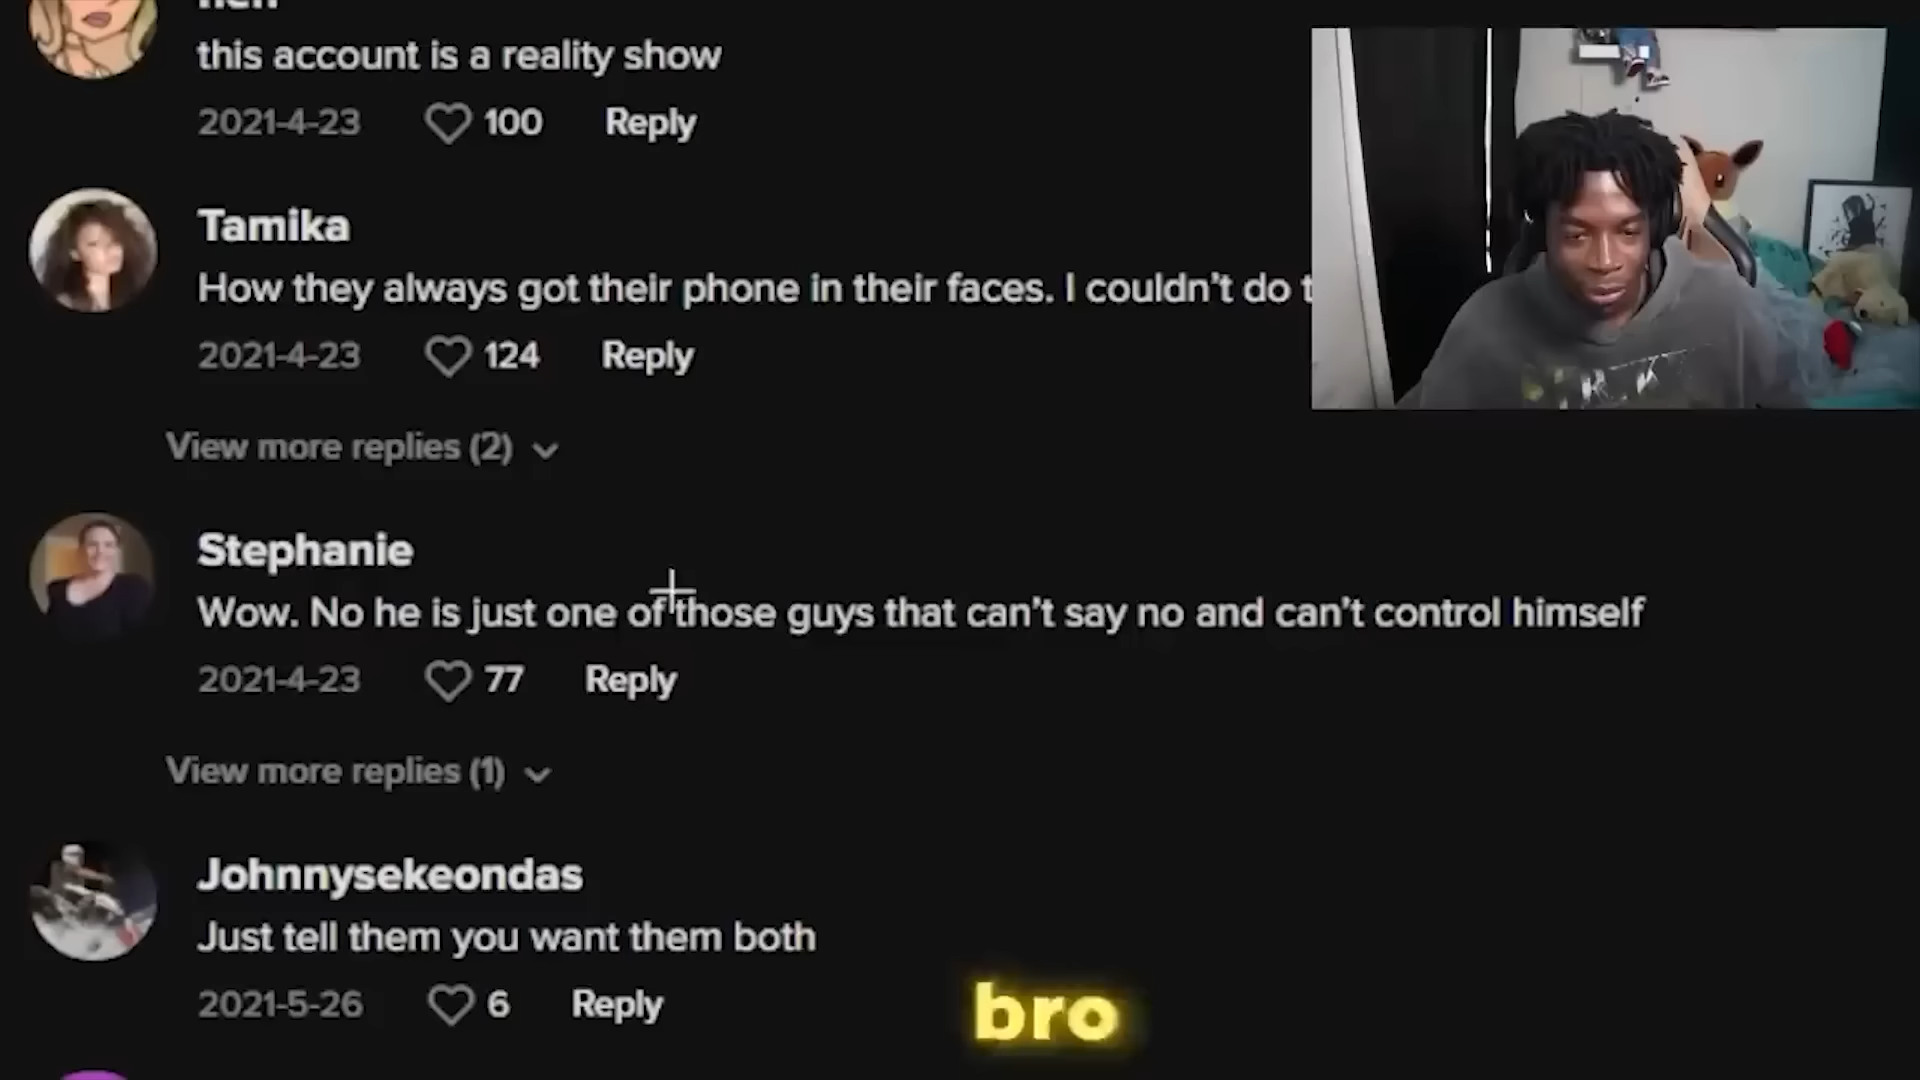 this account is a reality show
2021-4-23 100 Reply
Tamika
How they always got their phone in their faces. I couldn't do
2021-4-23 124 Reply
View more replies (2)
Stephanie
Wow. No he is just one of those guys that can't say no and can't control himself
2021-4-23 77 Reply
View more replies (1)
Johnnysekeondas
Just tell them you want them both
2021-5-26 6 Reply
bro